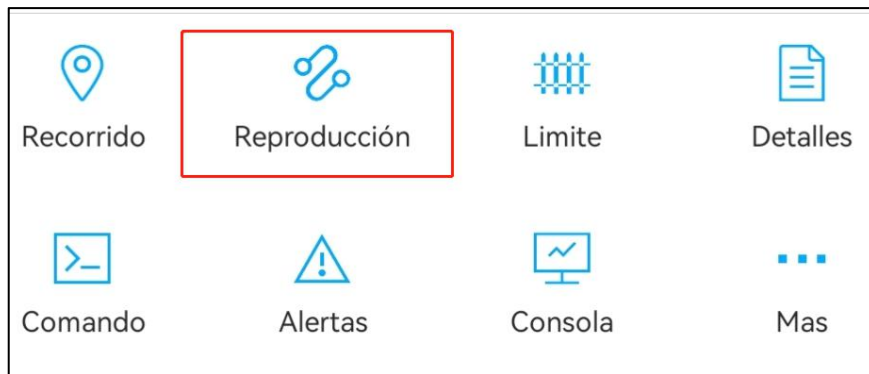 Recorrido Reproducción Limite Detalles
Comando Alertas Consola Mas